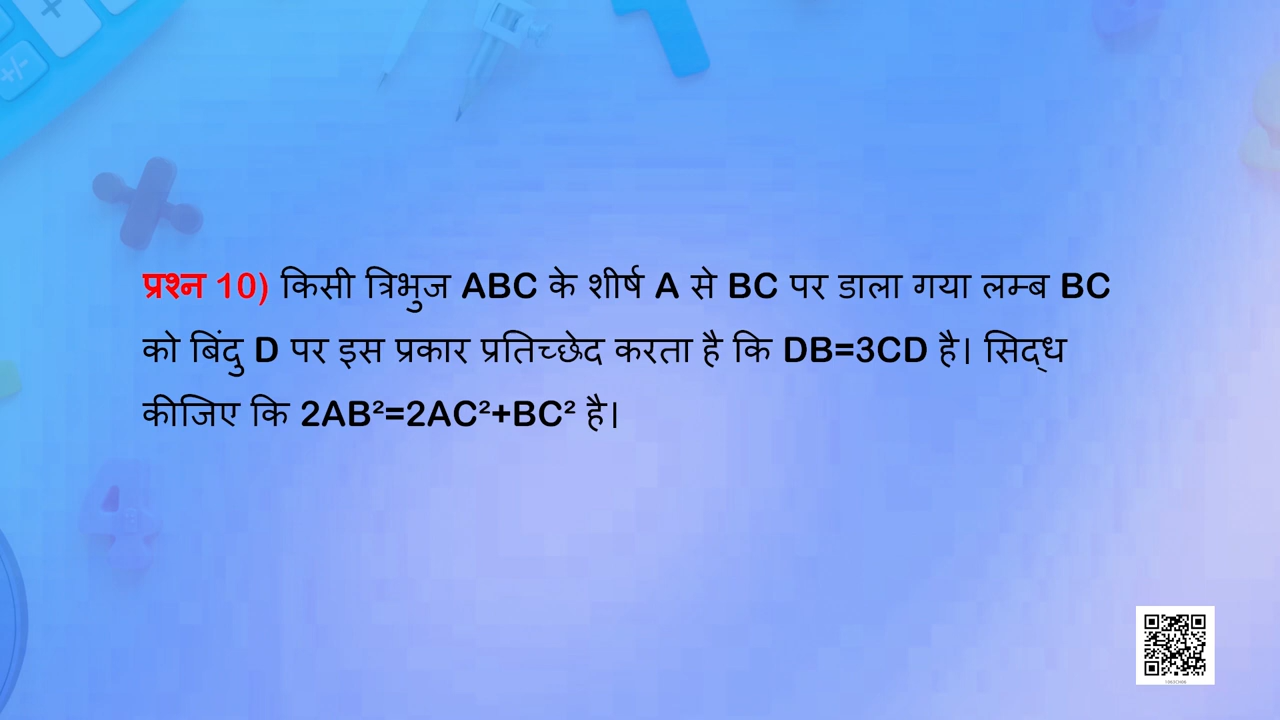 प्रश्न 10) किसी त्रिभुज ABC के शीर्ष A से BC पर डाला गया लम्ब BC
को बिंदु D पर इस प्रकार प्रतिच्छेद करता है कि DB=3CD है। सिद्ध
कीजिए कि 2AB²=2AC²+BC² है।